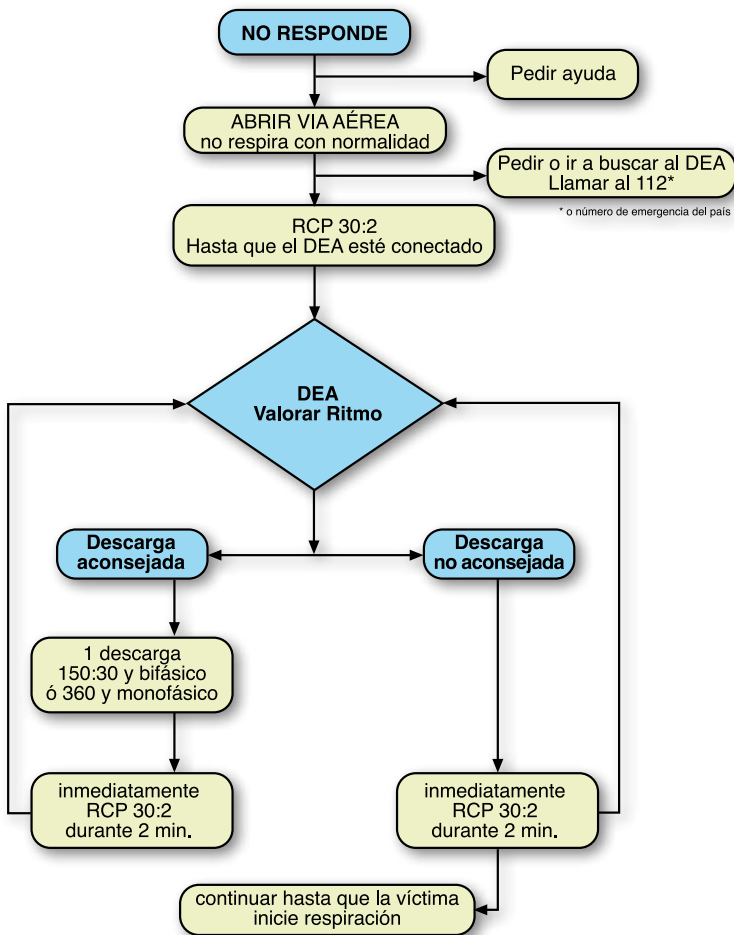 NO RESPONDE
Pedir ayuda
ABRIR VIA AÉREA
no respira con normalidad
Pedir o ir a buscar al DEA
Llamar al 112*
* o número de emergencia del país
RCP 30:2
Hasta que el DEA esté conectado
DEA
Valorar Ritmo
Descarga
aconsejada
Descarga
no aconsejada
1 descarga
150:30 y bifásico
ó 360 y monofásico
inmediatamente
RCP 30:2
durante 2 min.
inmediatamente
RCP 30:2
durante 2 min.
continuar hasta que la víctima
inicie respiración